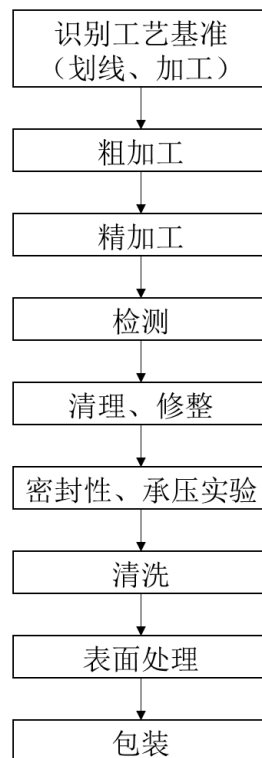 识别工艺基准
（划线、加工）
粗加工
精加工
检测
清理、修整
密封性、承压实验
清洗
表面处理
包装